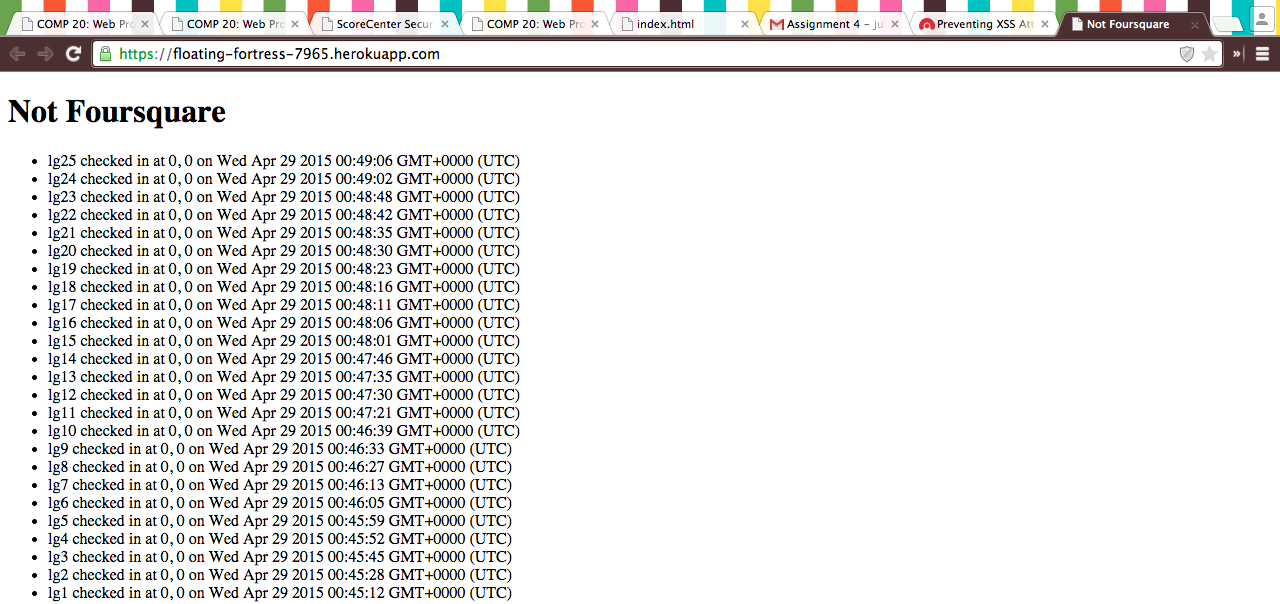 COMP 20: Web Pro
COMP 20: Web Pro
ScoreCenter Secur
COMP 20: Web Pro
index.html
Assignment 4 – ju
Preventing XSS Att
Not Foursquare
https://floating-fortress-7965.herokuapp.com
Not Foursquare
• lg25 checked in at 0, 0 on Wed Apr 29 2015 00:49:06 GMT+0000 (UTC)
• lg24 checked in at 0, 0 on Wed Apr 29 2015 00:49:02 GMT+0000 (UTC)
• lg23 checked in at 0, 0 on Wed Apr 29 2015 00:48:48 GMT+0000 (UTC)
• lg22 checked in at 0, 0 on Wed Apr 29 2015 00:48:42 GMT+0000 (UTC)
• lg21 checked in at 0, 0 on Wed Apr 29 2015 00:48:35 GMT+0000 (UTC)
• lg20 checked in at 0, 0 on Wed Apr 29 2015 00:48:30 GMT+0000 (UTC)
• lg19 checked in at 0, 0 on Wed Apr 29 2015 00:48:23 GMT+0000 (UTC)
• lg18 checked in at 0, 0 on Wed Apr 29 2015 00:48:16 GMT+0000 (UTC)
• lg17 checked in at 0, 0 on Wed Apr 29 2015 00:48:11 GMT+0000 (UTC)
• lg16 checked in at 0, 0 on Wed Apr 29 2015 00:48:06 GMT+0000 (UTC)
• lg15 checked in at 0, 0 on Wed Apr 29 2015 00:48:01 GMT+0000 (UTC)
• lg14 checked in at 0, 0 on Wed Apr 29 2015 00:47:46 GMT+0000 (UTC)
• lg13 checked in at 0, 0 on Wed Apr 29 2015 00:47:35 GMT+0000 (UTC)
• lg12 checked in at 0, 0 on Wed Apr 29 2015 00:47:30 GMT+0000 (UTC)
• lg11 checked in at 0, 0 on Wed Apr 29 2015 00:47:21 GMT+0000 (UTC)
• lg10 checked in at 0, 0 on Wed Apr 29 2015 00:46:39 GMT+0000 (UTC)
• lg9 checked in at 0, 0 on Wed Apr 29 2015 00:46:33 GMT+0000 (UTC)
• lg8 checked in at 0, 0 on Wed Apr 29 2015 00:46:27 GMT+0000 (UTC)
• lg7 checked in at 0, 0 on Wed Apr 29 2015 00:46:13 GMT+0000 (UTC)
• lg6 checked in at 0, 0 on Wed Apr 29 2015 00:46:05 GMT+0000 (UTC)
• lg5 checked in at 0, 0 on Wed Apr 29 2015 00:45:59 GMT+0000 (UTC)
• lg4 checked in at 0, 0 on Wed Apr 29 2015 00:45:52 GMT+0000 (UTC)
• lg3 checked in at 0, 0 on Wed Apr 29 2015 00:45:45 GMT+0000 (UTC)
• lg2 checked in at 0, 0 on Wed Apr 29 2015 00:45:28 GMT+0000 (UTC)
• lg1 checked in at 0, 0 on Wed Apr 29 2015 00:45:12 GMT+0000 (UTC)